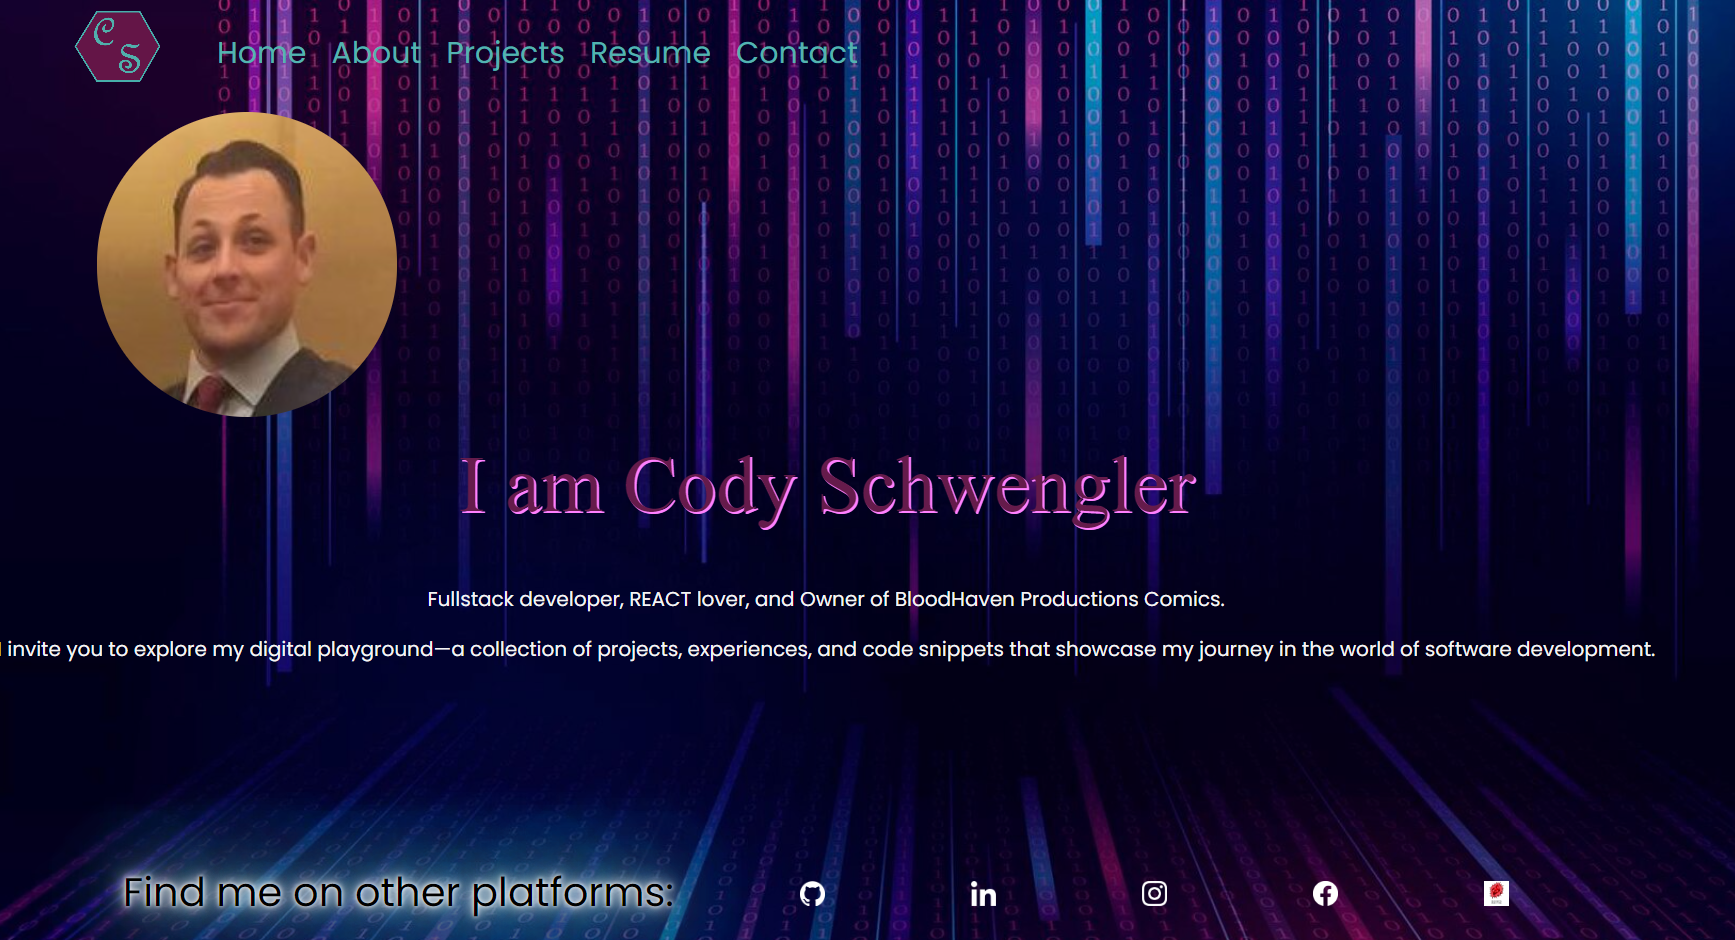 C S
Home About Projects Resume Contact
I am Cody Schwengler
Fullstack developer, REACT lover, and Owner of BloodHaven Productions Comics.
I invite you to explore my digital playground—a collection of projects, experiences, and code snippets that showcase my journey in the world of software development.
Find me on other platforms: